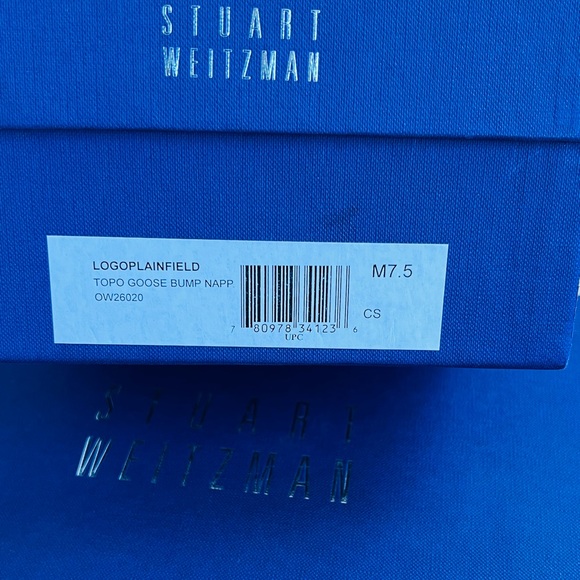 STUART
WEITZMAN
LOGOPLAINFIELD
TOPO GOOSE BUMP NAPP
OW26020
M7.5
CS
7 80978 34123 6
UPC
STUART
WEITZMAN